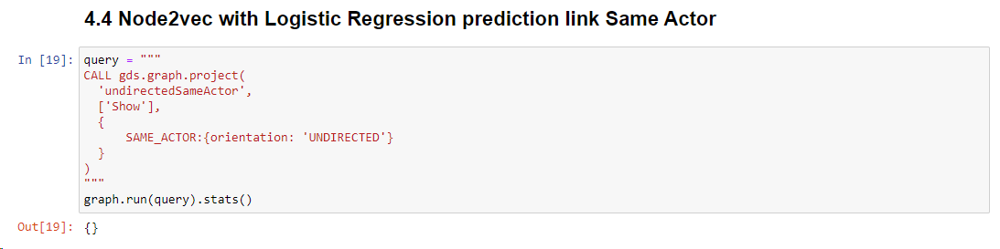 4.4 Node2vec with Logistic Regression prediction link Same Actor
In [19]: query = """
CALL gds.graph.project(
  'undirectedSameActor',
  ['Show'],
  {
      SAME_ACTOR:{orientation: 'UNDIRECTED'}
  }
)
"""
graph.run(query).stats()
Out[19]: {}